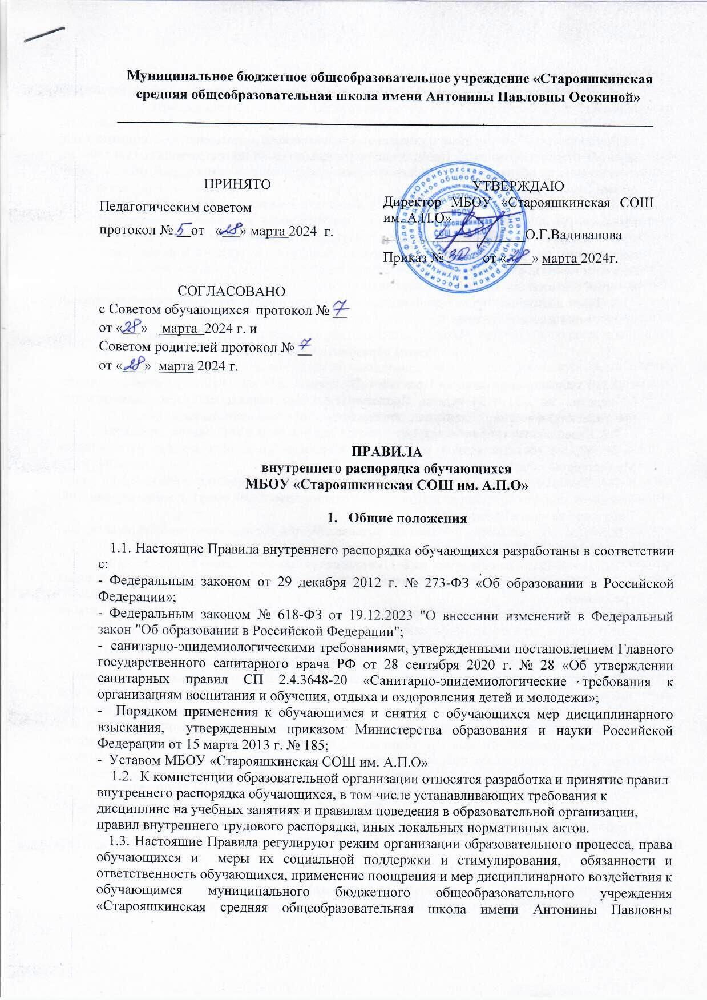 Муниципальное бюджетное общеобразовательное учреждение «Старояшкинская
средняя общеобразовательная школа имени Антонины Павловны Осокиной»
ПРИНЯТО
Педагогическим советом
протокол № 5 от «28» марта 2024 г.
УТВЕРЖДАЮ
Директор МБОУ «Старояшкинская СОШ
им. А.П.О»
О.Г.Вадиванова
Приказ № 30 от «28» марта 2024г.
МБОУ
"Старояшкинская
СОШ им. А.П.О"
СОГЛАСОВАНО
с Советом обучающихся протокол № 7
от «28» марта 2024 г. и
Советом родителей протокол № 7
от «28» марта 2024 г.
ПРАВИЛА
внутреннего распорядка обучающихся
МБОУ «Старояшкинская СОШ им. А.П.О»
1. Общие положения
1.1. Настоящие Правила внутреннего распорядка обучающихся разработаны в соответствии
с:
- Федеральным законом от 29 декабря 2012 г. № 273-ФЗ «Об образовании в Российской
Федерации»;
- Федеральным законом № 618-ФЗ от 19.12.2023 "О внесении изменений в Федеральный
закон "Об образовании в Российской Федерации";
- санитарно-эпидемиологическими требованиями, утвержденными постановлением Главного
государственного санитарного врача РФ от 28 сентября 2020 г. № 28 «Об утверждении
санитарных правил СП 2.4.3648-20 «Санитарно-эпидемиологические требования к
организациям воспитания и обучения, отдыха и оздоровления детей и молодежи»;
- Порядком применения к обучающимся и снятия с обучающихся мер дисциплинарного
взыскания, утвержденным приказом Министерства образования и науки Российской
Федерации от 15 марта 2013 г. № 185;
- Уставом МБОУ «Старояшкинская СОШ им. А.П.О»
1.2. К компетенции образовательной организации относятся разработка и принятие правил
внутреннего распорядка обучающихся, в том числе устанавливающих требования к
дисциплине на учебных занятиях и правилам поведения в образовательной организации,
правил внутреннего трудового распорядка, иных локальных нормативных актов.
1.3. Настоящие Правила регулируют режим организации образовательного процесса, права
обучающихся и меры их социальной поддержки и стимулирования, обязанности и
ответственность обучающихся, применение поощрения и мер дисциплинарного воздействия к
обучающимся муниципального бюджетного общеобразовательного учреждения
«Старояшкинская средняя общеобразовательная школа имени Антонины Павловны